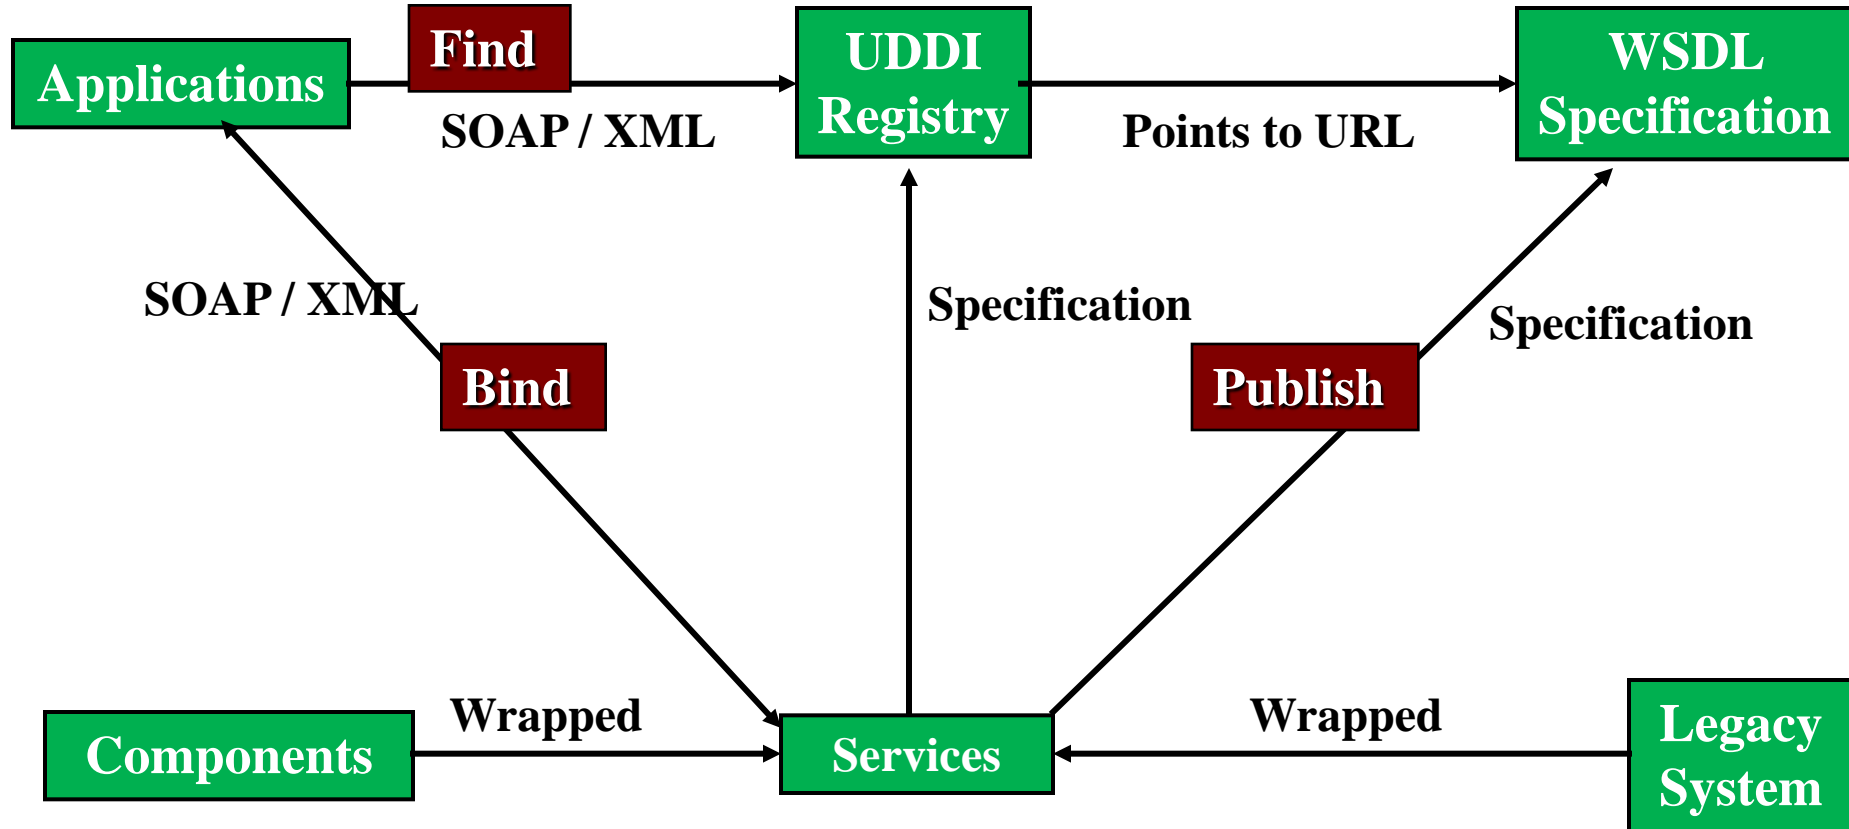 Applications
Find
SOAP / XML
UDDI
Registry
Points to URL
WSDL
Specification
SOAP / XML
Bind
Specification
Publish
Specification
Components
Wrapped
Services
Wrapped
Legacy
System